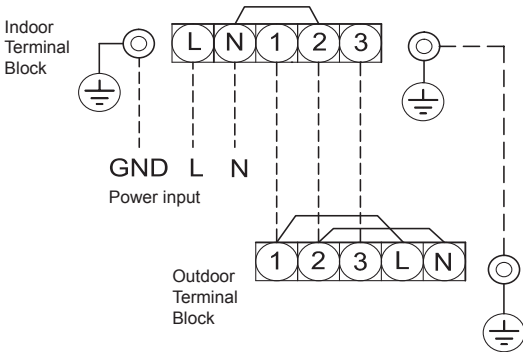 Indoor
Terminal
Block
L N 1 2 3
GND L N
Power input
1 2 3 L N
Outdoor
Terminal
Block